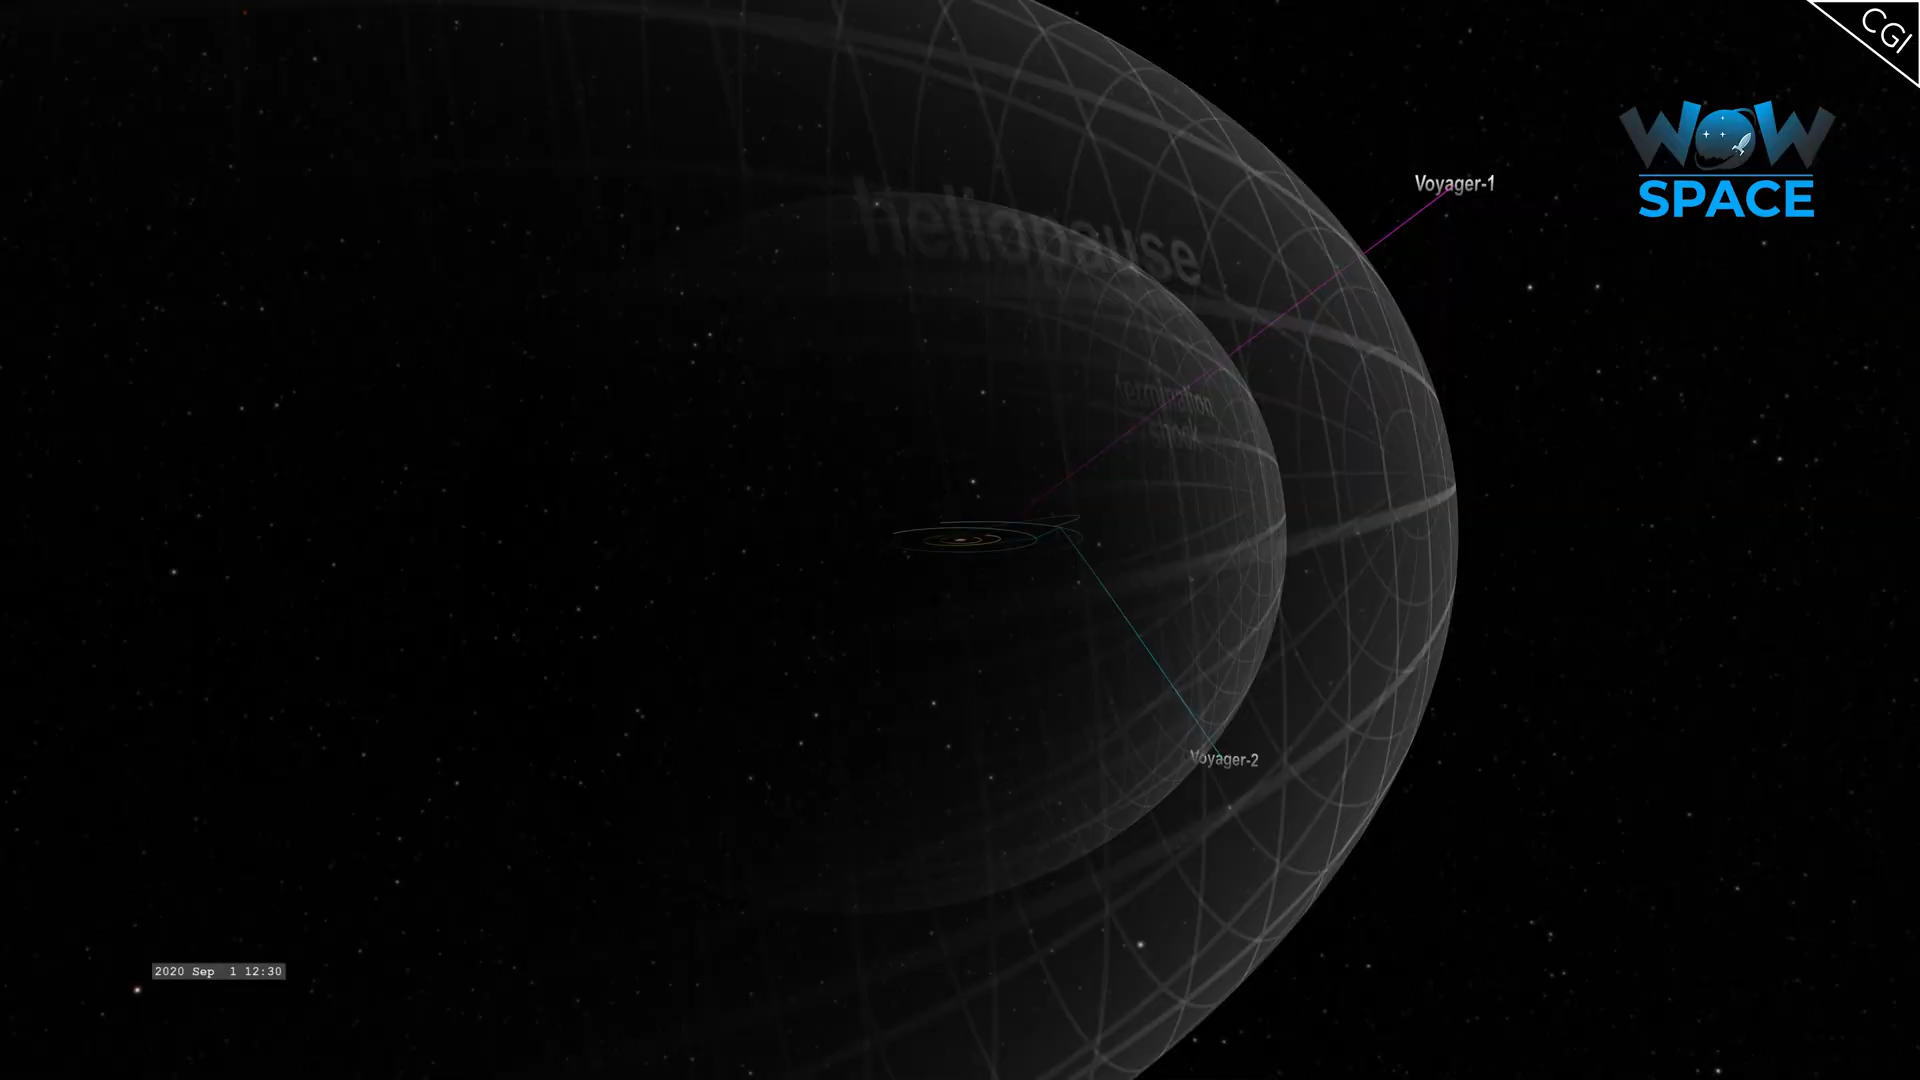 CGI
WOW
SPACE
Voyager-1
heliopause
termination
shock
Voyager-2
2020 Sep  1 12:30